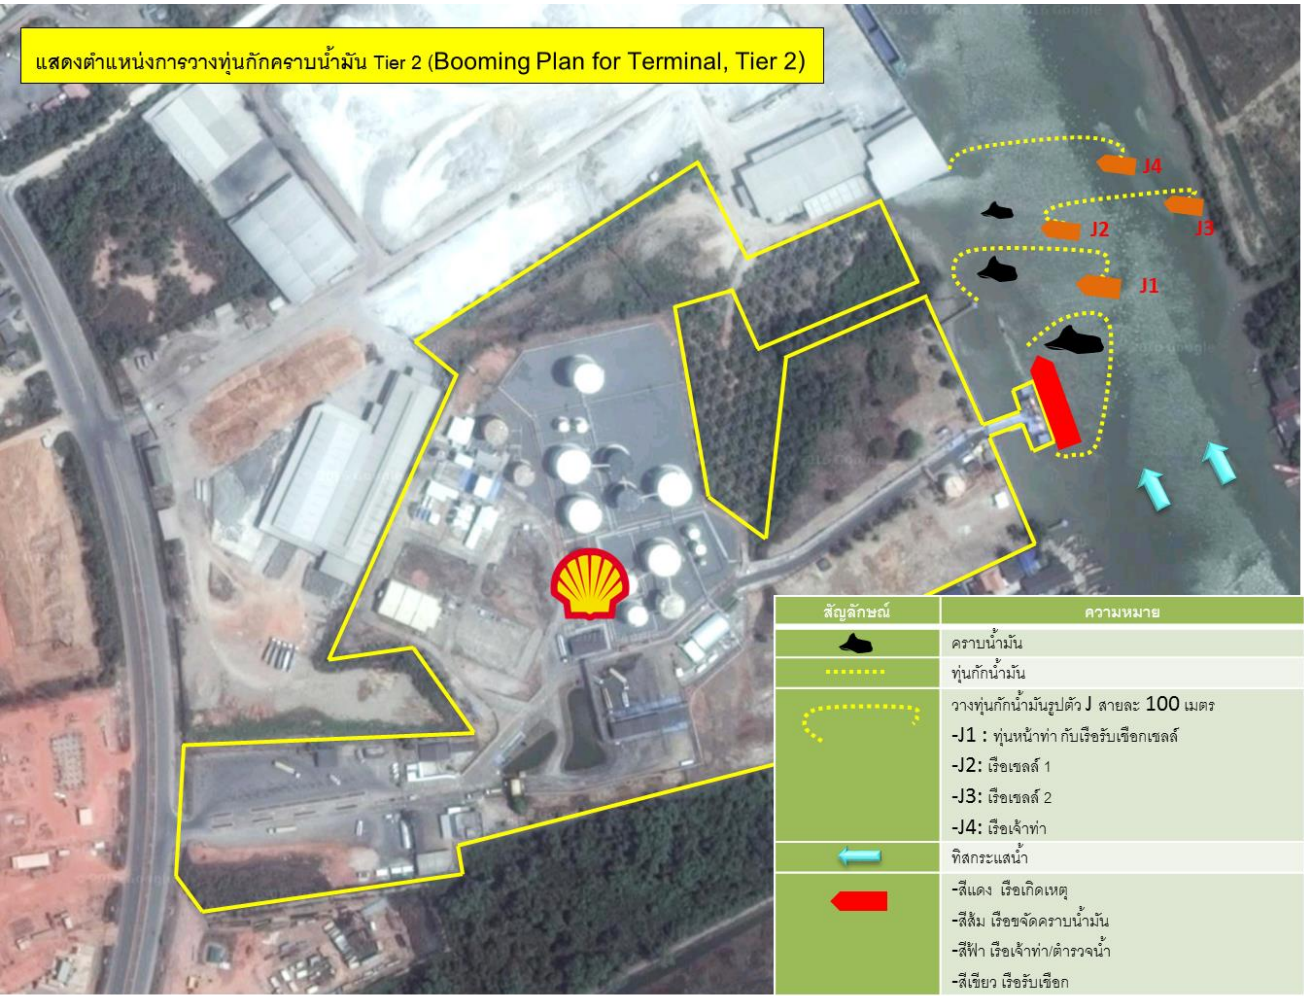 แสดงตำแหน่งการวางทุ่นกักคราบน้ำมัน Tier 2 (Booming Plan for Terminal, Tier 2)
J4
J2
J3
J1
สัญลักษณ์ ความหมาย
คราบน้ำมัน
ทุ่นกักน้ำมัน
วางทุ่นกักน้ำมันรูปตัว J สายละ 100 เมตร
-J1 : ทุ่นหน้าท่า กับเรือรับเชือกเชลล์
-J2: เรือเชลล์ 1
-J3: เรือเชลล์ 2
-J4: เรือเจ้าท่า
ทิสกระแสน้ำ
-สีแดง เรือเกิดเหตุ
-สีส้ม เรือขจัดคราบน้ำมัน
-สีฟ้า เรือเจ้าท่า/ตำรวจน้ำ
-สีเขียว เรือรับเชือก